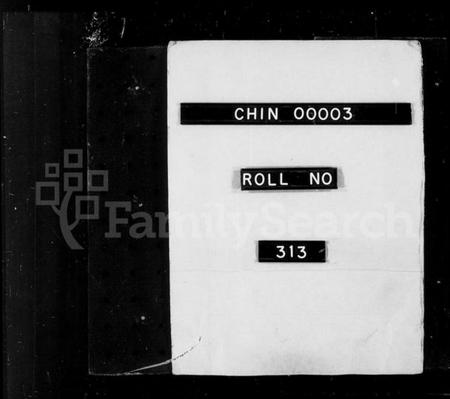 CHIN 00003
ROLL NO
313
FamilySearch